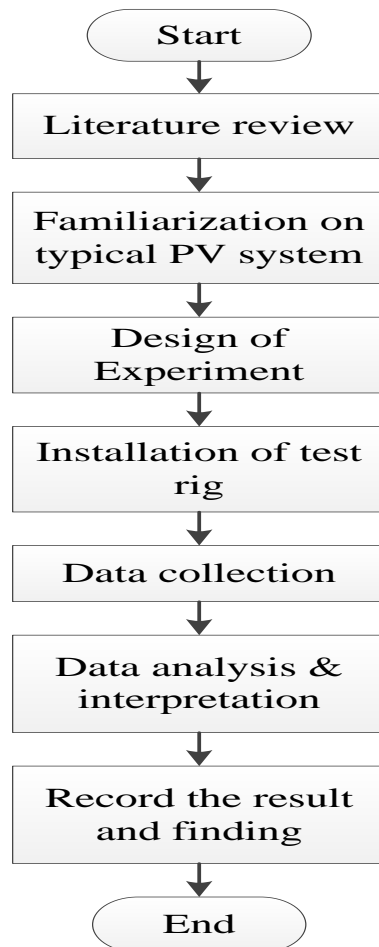 Start
Literature review
Familiarization on
typical PV system
Design of
Experiment
Installation of test
rig
Data collection
Data analysis &
interpretation
Record the result
and finding
End